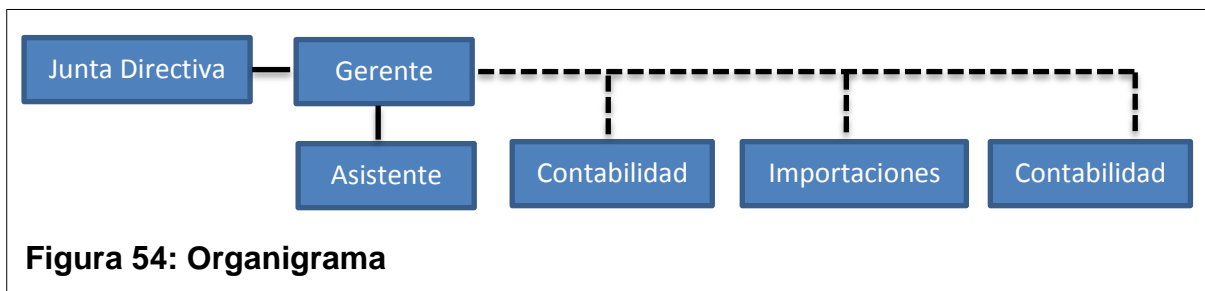 Junta Directiva
Gerente
Asistente
Contabilidad
Importaciones
Contabilidad
Figura 54: Organigrama